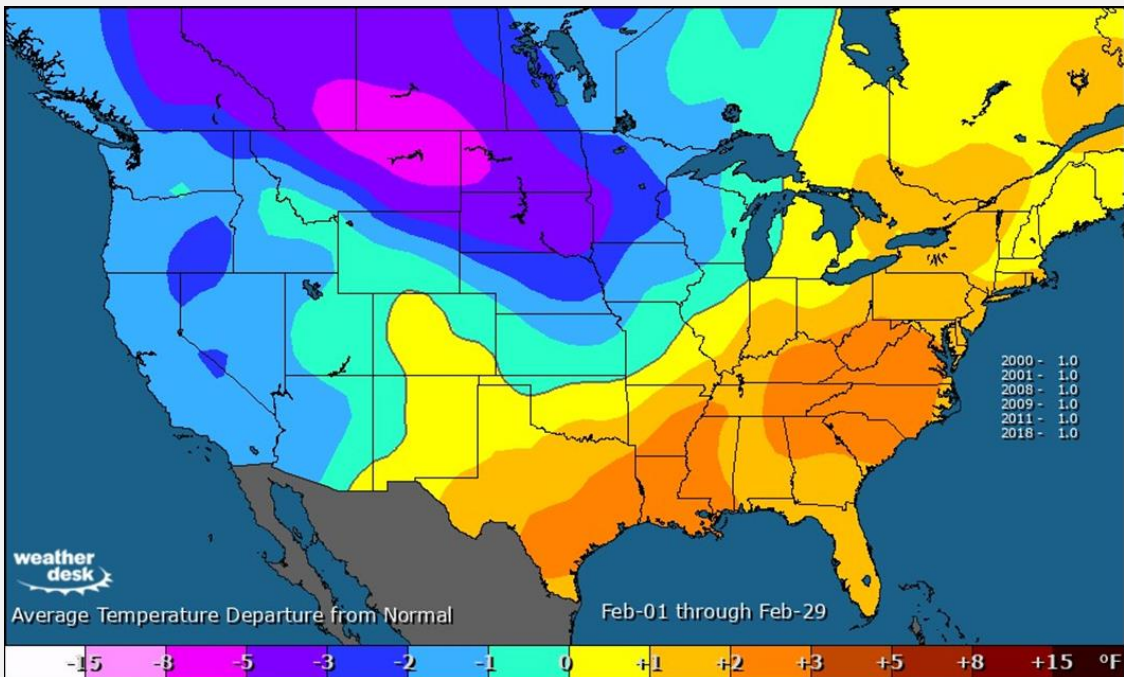 2000 - 1.0
2001 - 1.0
2008 - 1.0
2009 - 1.0
2011 - 1.0
2018 - 1.0
weather
desk
Average Temperature Departure from Normal
Feb-01 through Feb-29
-15 -8 -5 -3 -2 -1 0 +1 +2 +3 +5 +8 +15 ºF